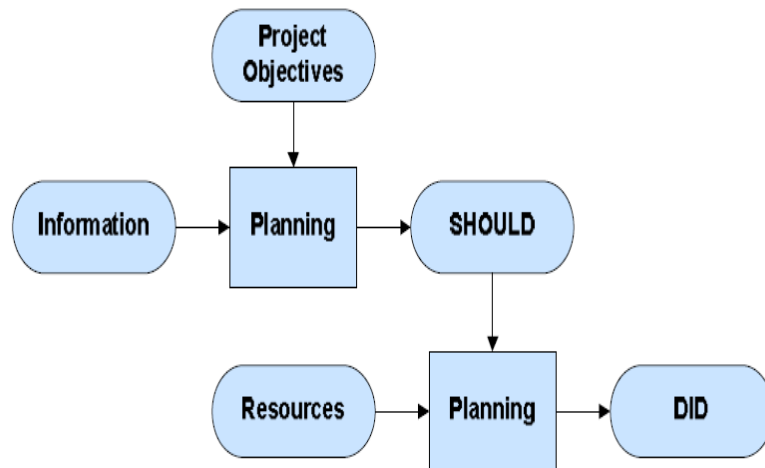 Project
Objectives
Information
Planning
SHOULD
Resources
Planning
DID